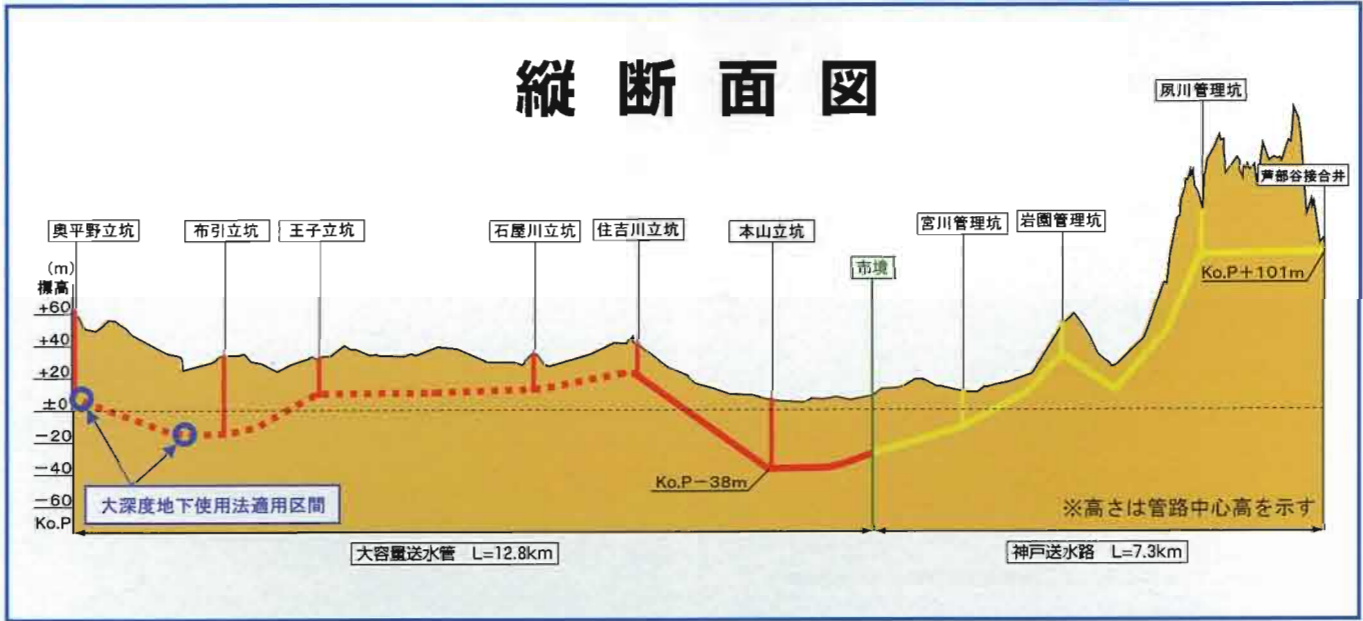 縦断面図
夙川管理坑
芦部谷接合井
奥平野立坑
布引立坑
王子立坑
石屋川立坑
住吉川立坑
本山立坑
市境
宮川管理坑
岩園管理坑
(m)
標高
+60
+40
+20
±0
-20
-40
-60
Ko.P
Ko.P+101m
Ko.P-38m
大深度地下使用法適用区間
※高さは管路中心高を示す
大容量送水管 L=12.8km
神戸送水路 L=7.3km